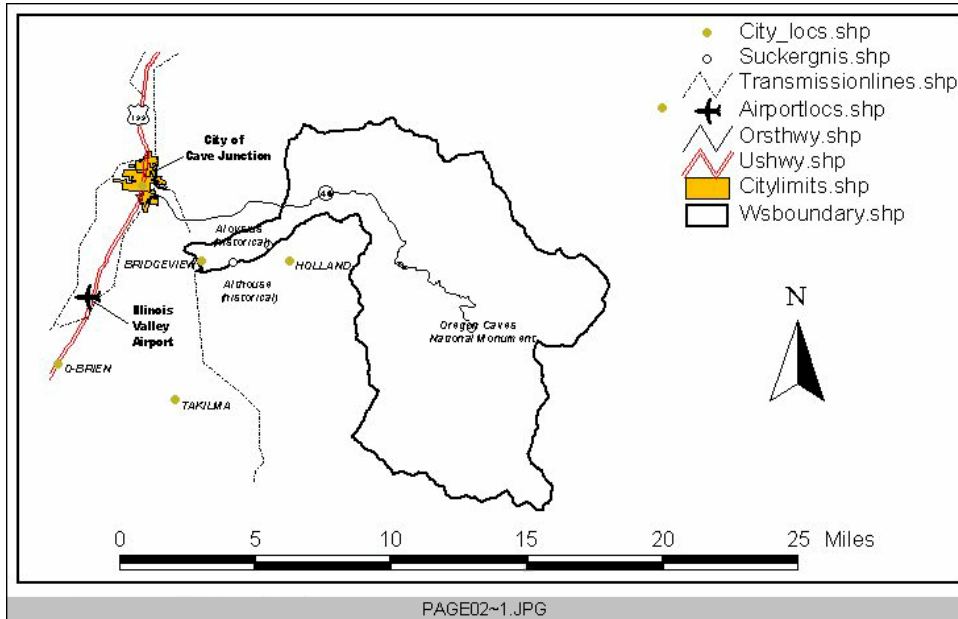 City_locs.shp
Suckergnis.shp
Transmissionlines.shp
Airportlocs.shp
Orsthwy.shp
Ushwy.shp
Citylimits.shp
Wsboundary.shp
199
City of
Cave Junction
46
(historical)
BRIDGEVIEW
HOLLAND
Althouse
(historical)
Illinois
Valley
Airport
Oregon Caves
National Monument
N
O-BRIEN
TAKILMA
0 5 10 15 20 25 Miles
PAGE02~1.JPG